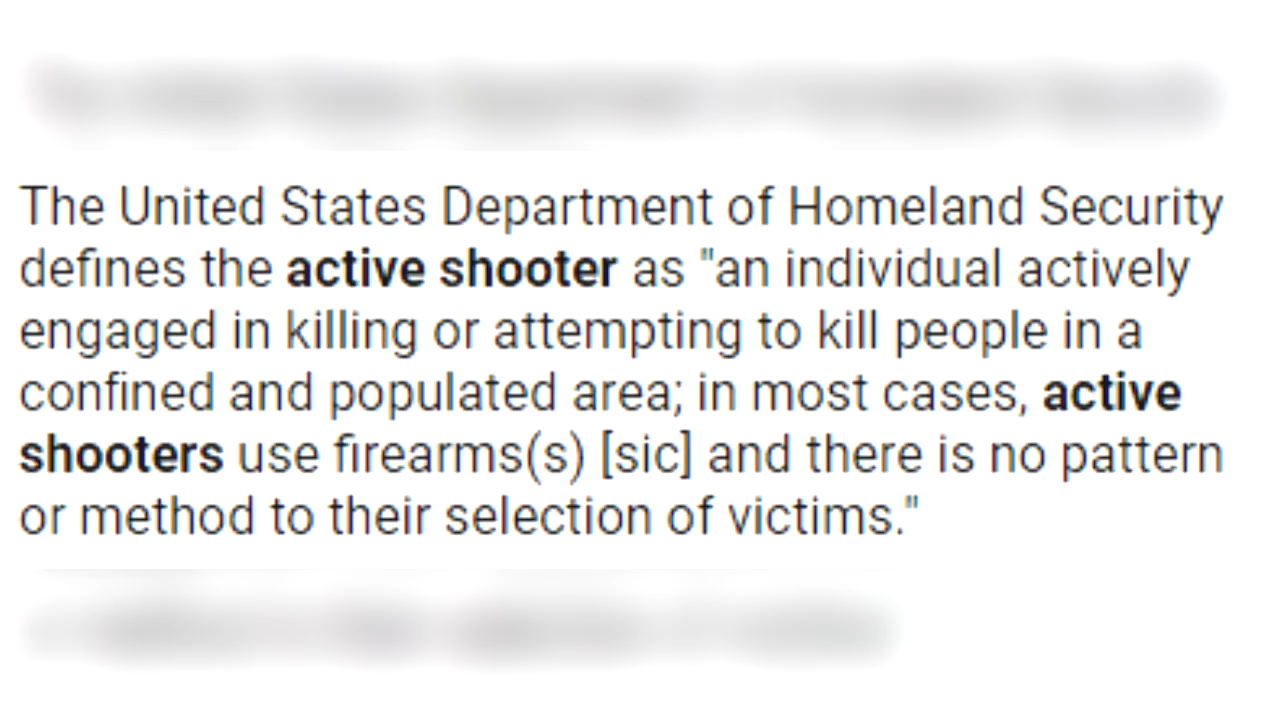 The United States Department of Homeland Security
defines the active shooter as "an individual actively
engaged in killing or attempting to kill people in a
confined and populated area; in most cases, active
shooters use firearms(s) [sic] and there is no pattern
or method to their selection of victims."